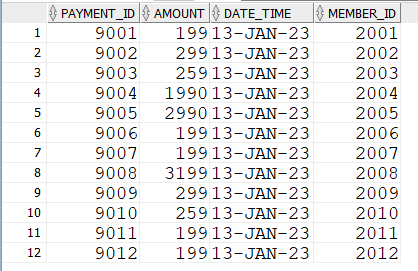 PAYMENT_ID AMOUNT DATE_TIME MEMBER_ID
1 9001 199 13-JAN-23 2001
2 9002 299 13-JAN-23 2002
3 9003 259 13-JAN-23 2003
4 9004 1990 13-JAN-23 2004
5 9005 2990 13-JAN-23 2005
6 9006 199 13-JAN-23 2006
7 9007 199 13-JAN-23 2007
8 9008 3199 13-JAN-23 2008
9 9009 299 13-JAN-23 2009
10 9010 259 13-JAN-23 2010
11 9011 199 13-JAN-23 2011
12 9012 199 13-JAN-23 2012